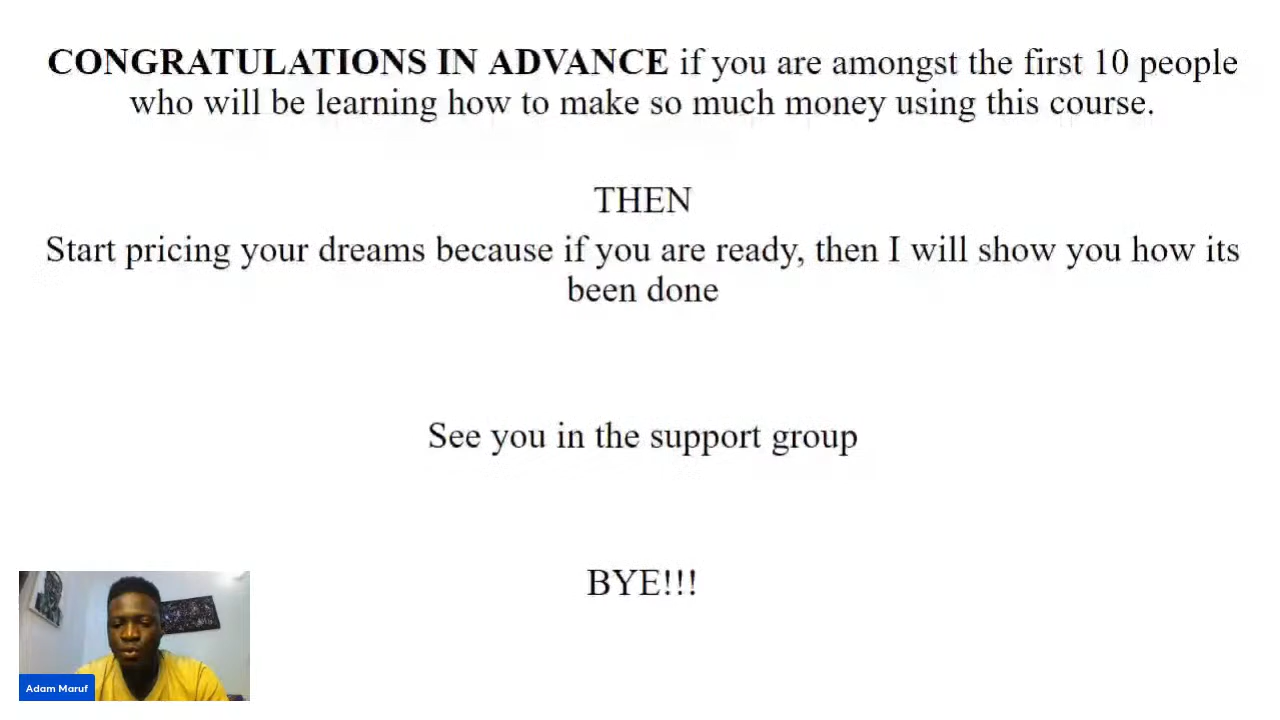 CONGRATULATIONS IN ADVANCE if you are amongst the first 10 people
who will be learning how to make so much money using this course.
THEN
Start pricing your dreams because if you are ready, then I will show you how its
been done
See you in the support group
BYE!!!
Adam Maruf